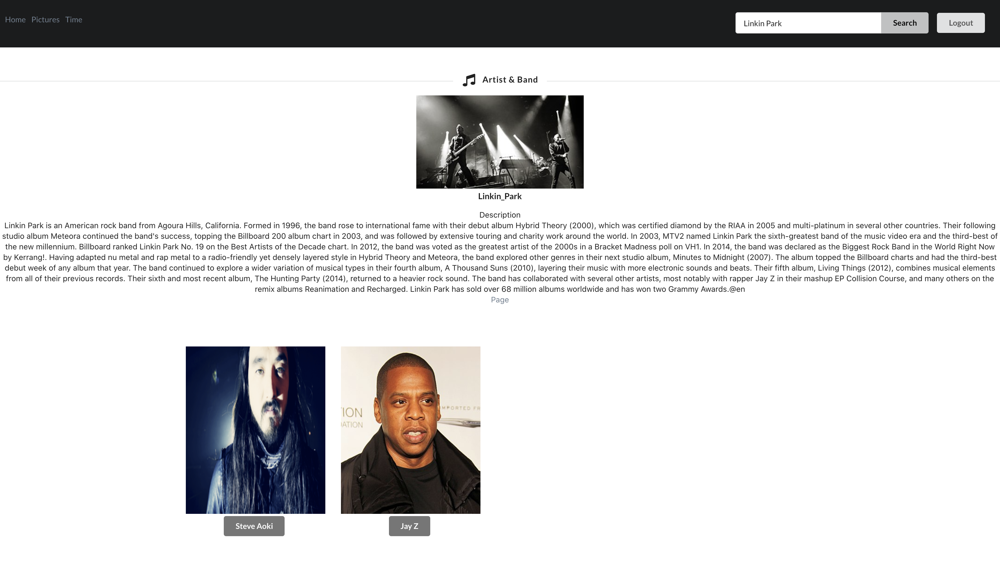 Home Pictures Time
Linkin Park Search Logout
Artist & Band
Linkin_Park
Description
Linkin Park is an American rock band from Agoura Hills, California. Formed in 1996, the band rose to international fame with their debut album Hybrid Theory (2000), which was certified diamond by the RIAA in 2005 and multi-platinum in several other countries. Their following
studio album Meteora continued the band's success, topping the Billboard 200 album chart in 2003, and was followed by extensive touring and charity work around the world. In 2003, MTV2 named Linkin Park the sixth-greatest band of the music video era and the third-best of
the new millennium. Billboard ranked Linkin Park No. 19 on the Best Artists of the Decade chart. In 2012, the band was voted as the greatest artist of the 2000s in a Bracket Madness poll on VH1. In 2014, the band was declared as the Biggest Rock Band in the World Right Now
by Kerrang!. Having adapted nu metal and rap metal to a radio-friendly yet densely layered style in Hybrid Theory and Meteora, the band explored other genres in their next studio album, Minutes to Midnight (2007). The album topped the Billboard charts and had the third-best
debut week of any album that year. The band continued to explore a wider variation of musical types in their fourth album, A Thousand Suns (2010), layering their music with more electronic sounds and beats. Their fifth album, Living Things (2012), combines musical elements
from all of their previous records. Their sixth and most recent album, The Hunting Party (2014), returned to a heavier rock sound. The band has collaborated with several other artists, most notably with rapper Jay Z in their mashup EP Collision Course, and many others on the
remix albums Reanimation and Recharged. Linkin Park has sold over 68 million albums worldwide and has won two Grammy Awards.@en
Page
TION
DATION
IMPORTED FR
Steve Aoki
Jay Z